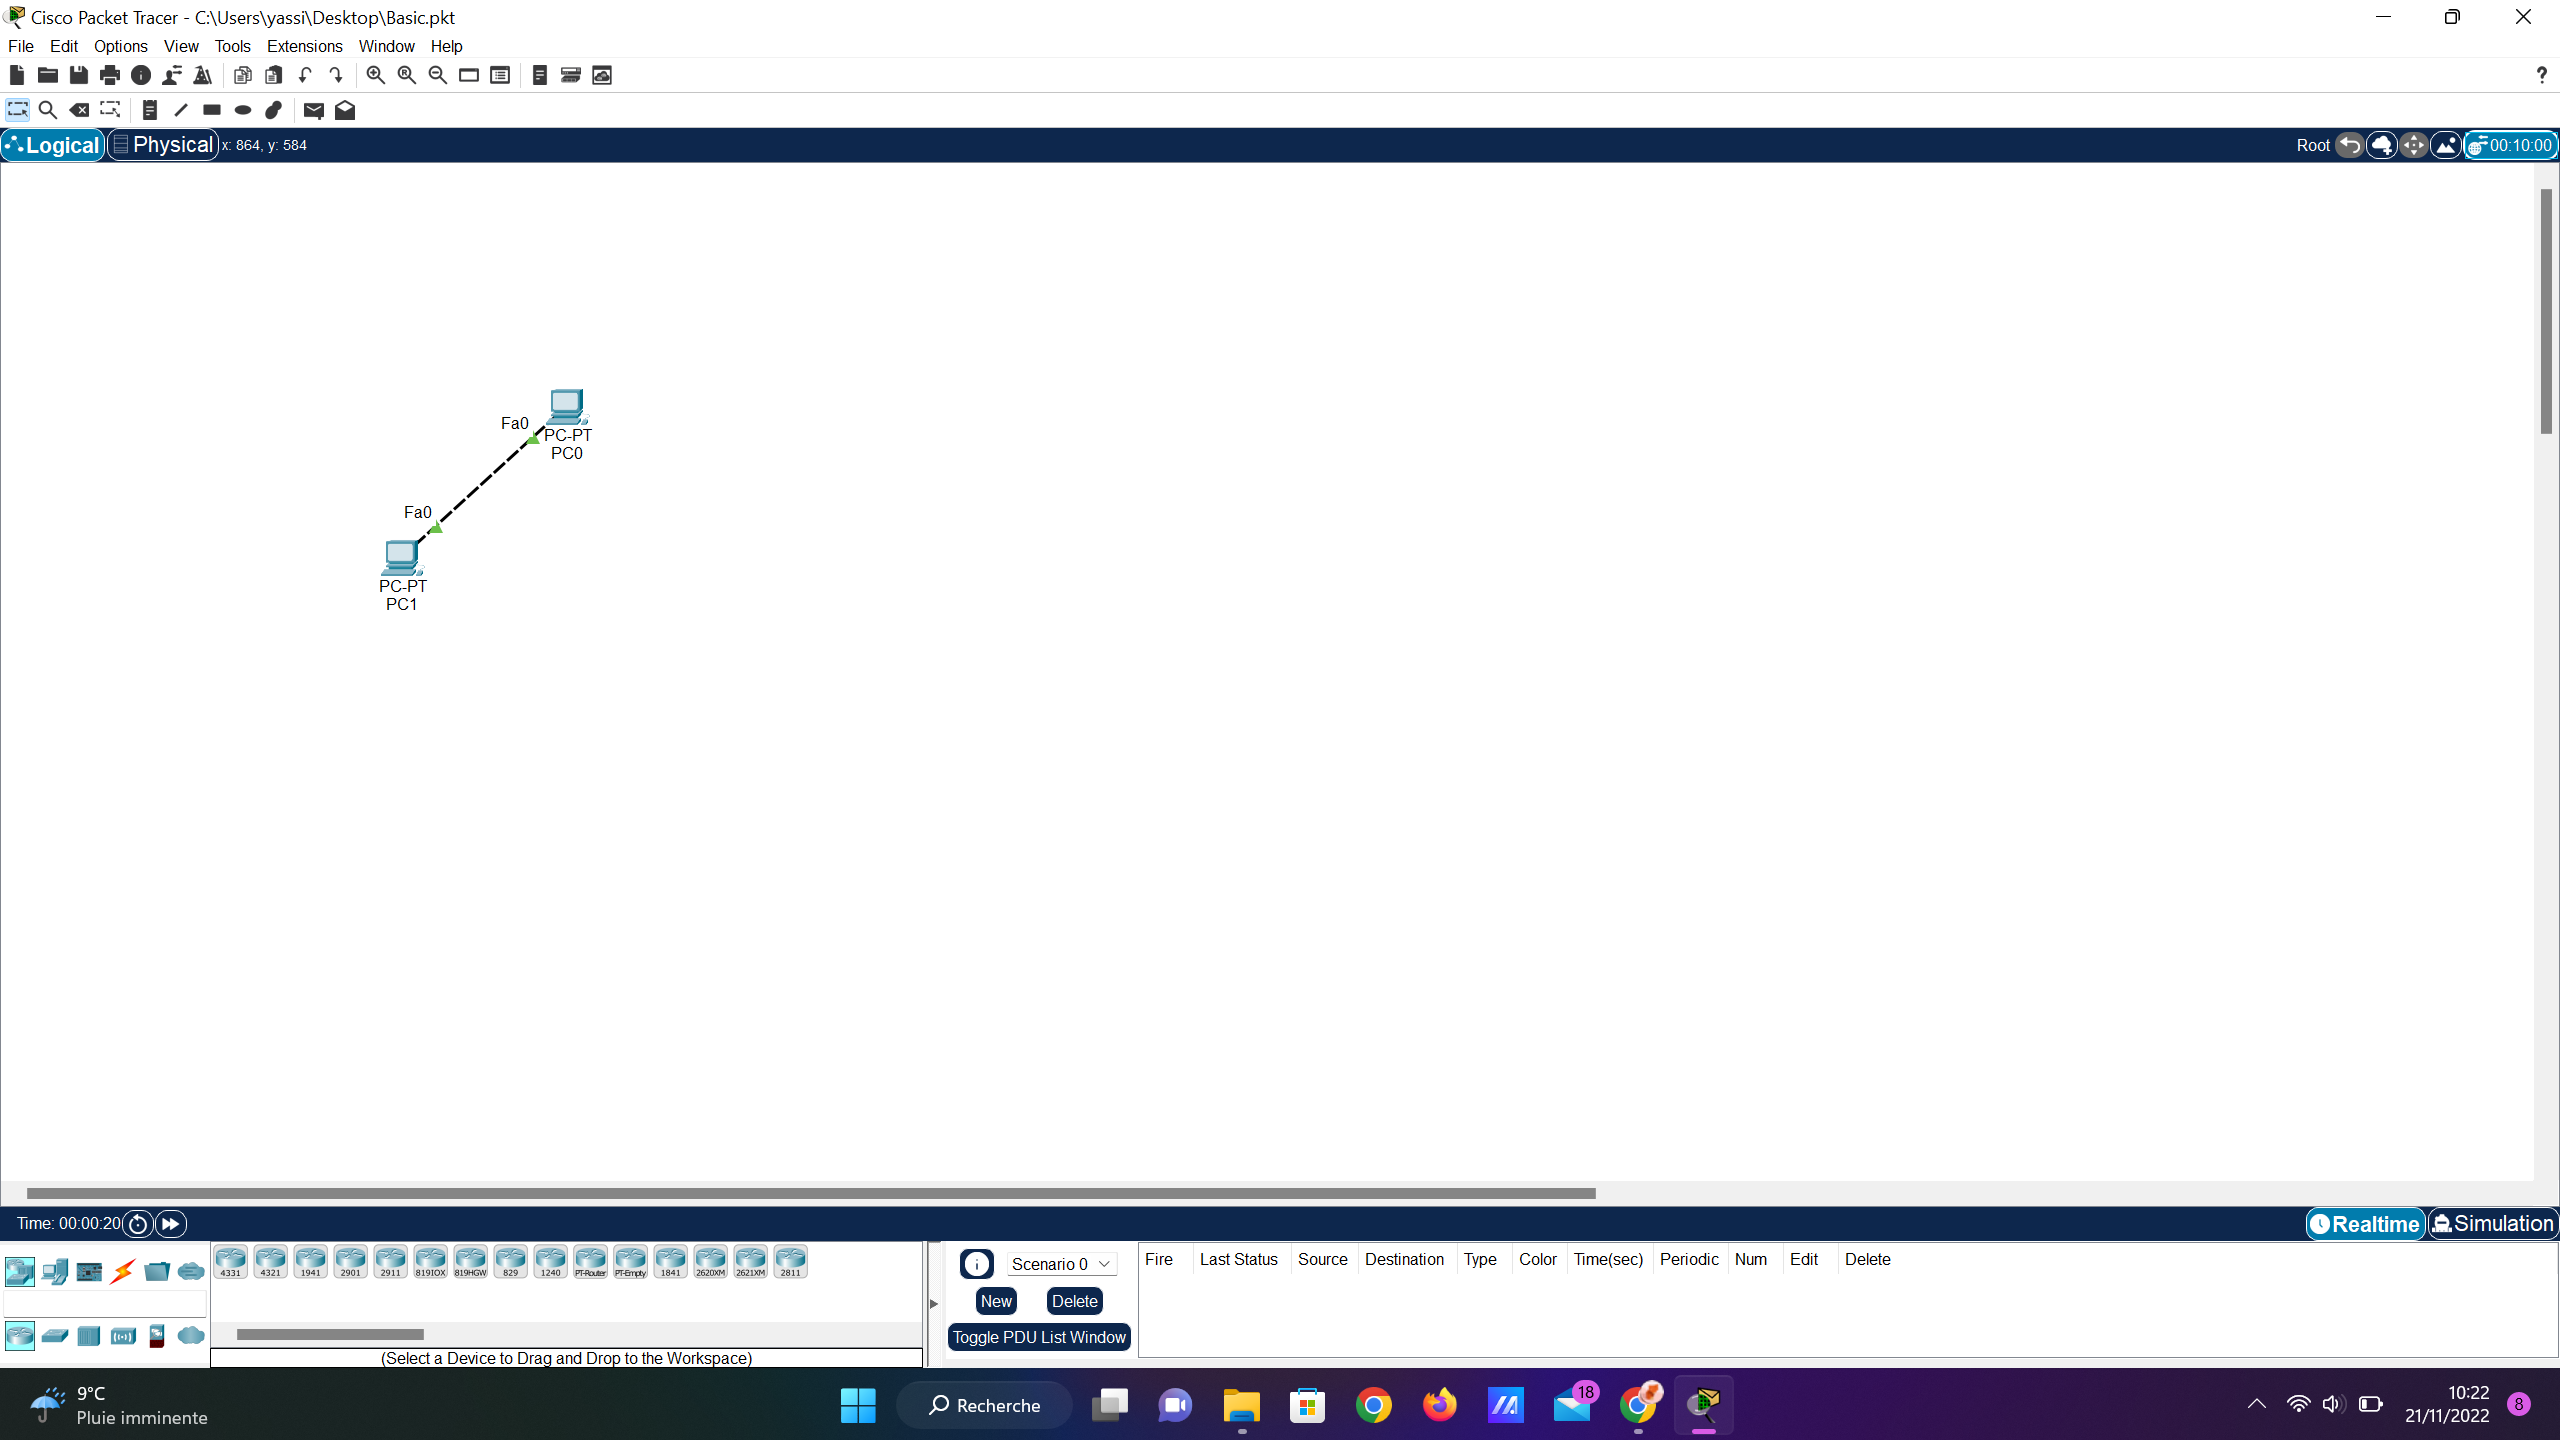 Cisco Packet Tracer - C:\Users\yassi\Desktop\Basic.pkt
File Edit Options View Tools Extensions Window Help
?
Logical Physical x: 864, y: 584 Root 00:10:00
Fa0
PC-PT
PC0
Fa0
PC-PT
PC1
Time: 00:00:20 Realtime Simulation
4331 4321 1941 2901 2911 819IOX 819HGW 829 1240 PT-Router PT-Empty 1841 2620XM 2621XM 2811
Scenario 0
New Delete
Toggle PDU List Window
Fire Last Status Source Destination Type Color Time(sec) Periodic Num Edit Delete
(Select a Device to Drag and Drop to the Workspace)
9°C
Pluie imminente
Recherche
18
10:22
21/11/2022
8